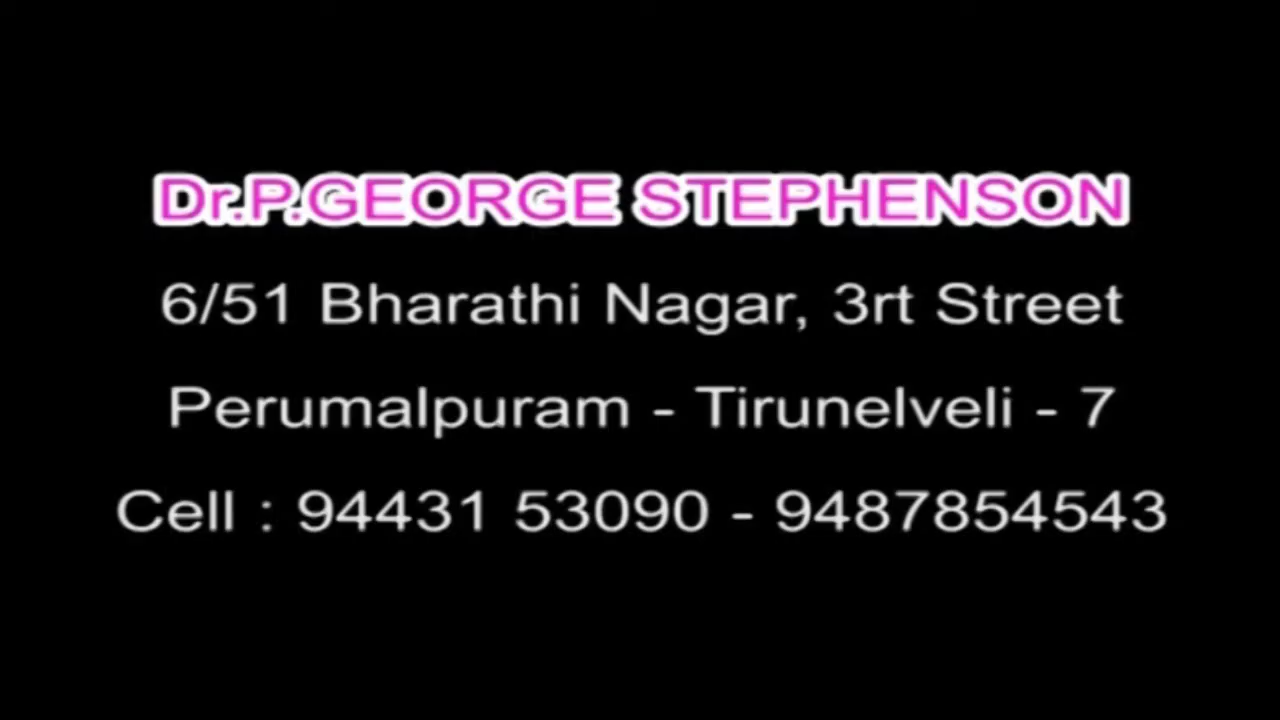 Dr.P.GEORGE STEPHENSON
6/51 Bharathi Nagar, 3rt Street
Perumalpuram - Tirunelveli - 7
Cell : 94431 53090 - 9487854543